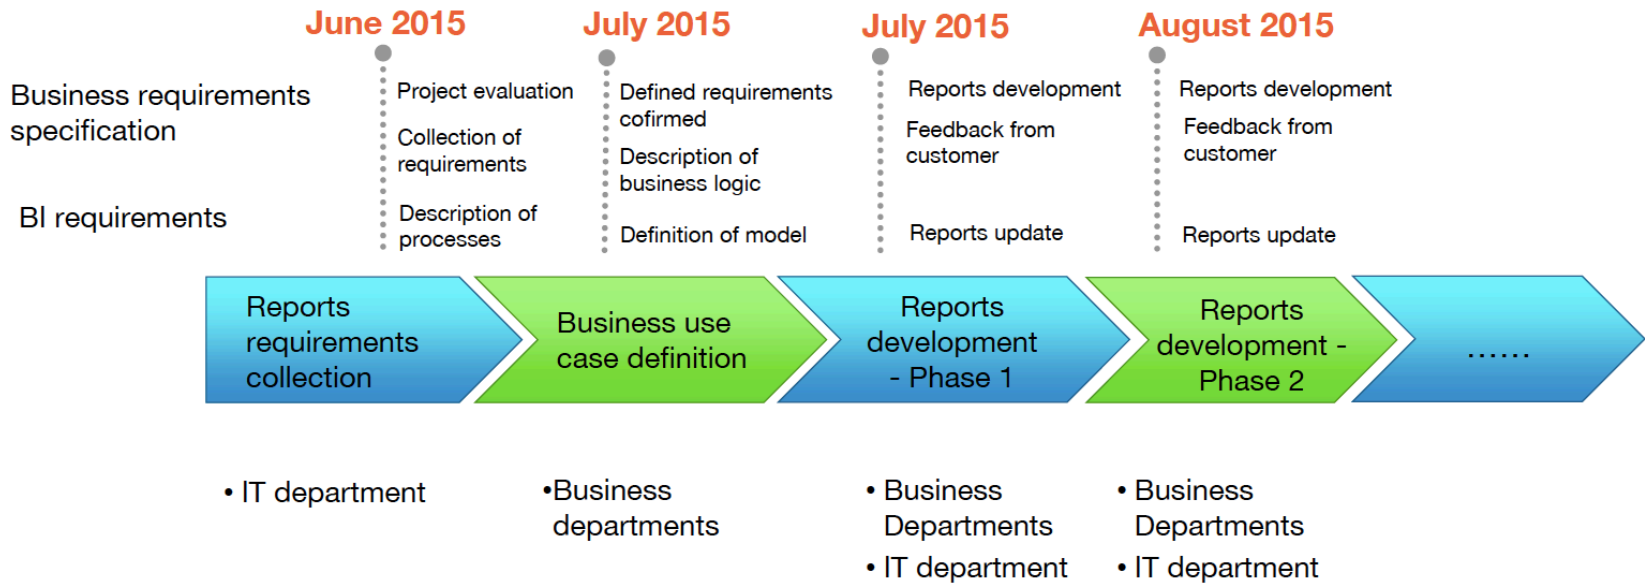 June 2015
July 2015
July 2015
August 2015
Business requirements
specification
BI requirements
Project evaluation
Collection of
requirements
Description of
processes
Defined requirements
cofirmed
Description of
business logic
Definition of model
Reports development
Feedback from
customer
Reports update
Reports development
Feedback from
customer
Reports update
Reports
requirements
collection
Business use
case definition
Reports
development
- Phase 1
Reports
development -
Phase 2
......
• IT department
•Business
departments
• Business
Departments
• IT department
• Business
Departments
• IT department